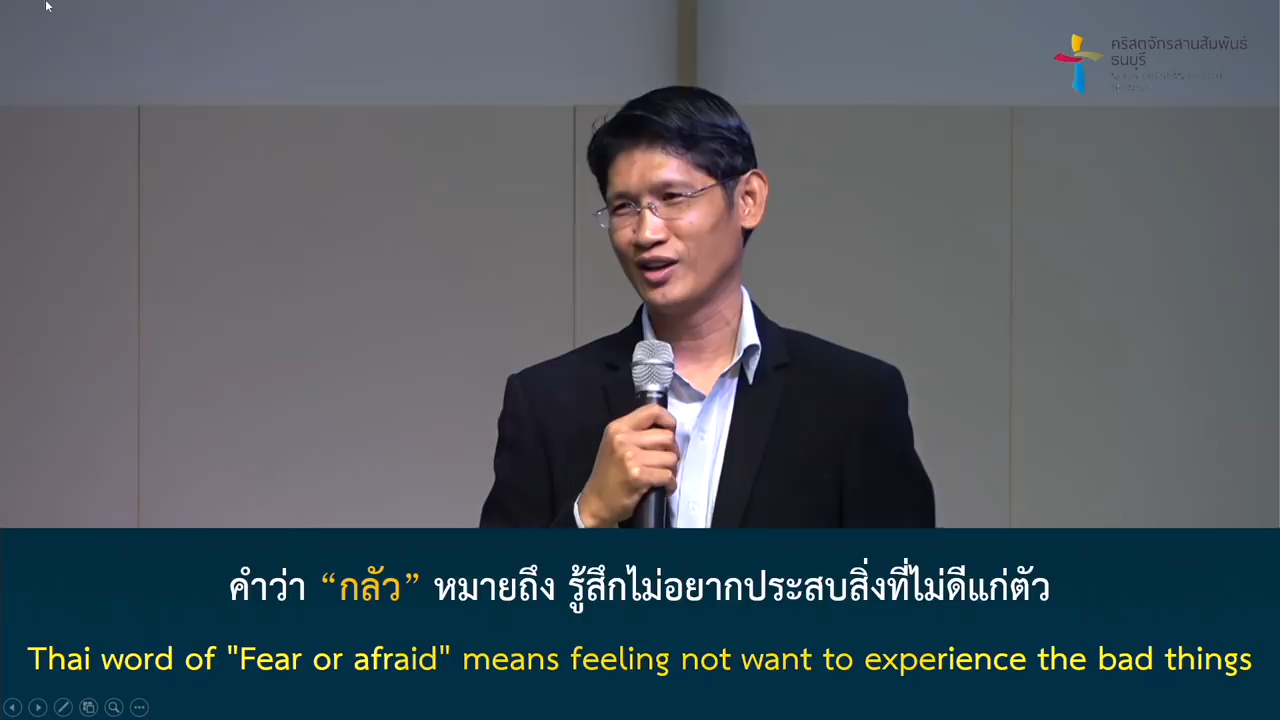 คริสตจักรสานสัมพันธ์
ธนบุรี
คำว่า “กลัว” หมายถึง รู้สึกไม่อยากประสบสิ่งที่ไม่ดีแก่ตัว
Thai word of "Fear or afraid" means feeling not want to experience the bad things